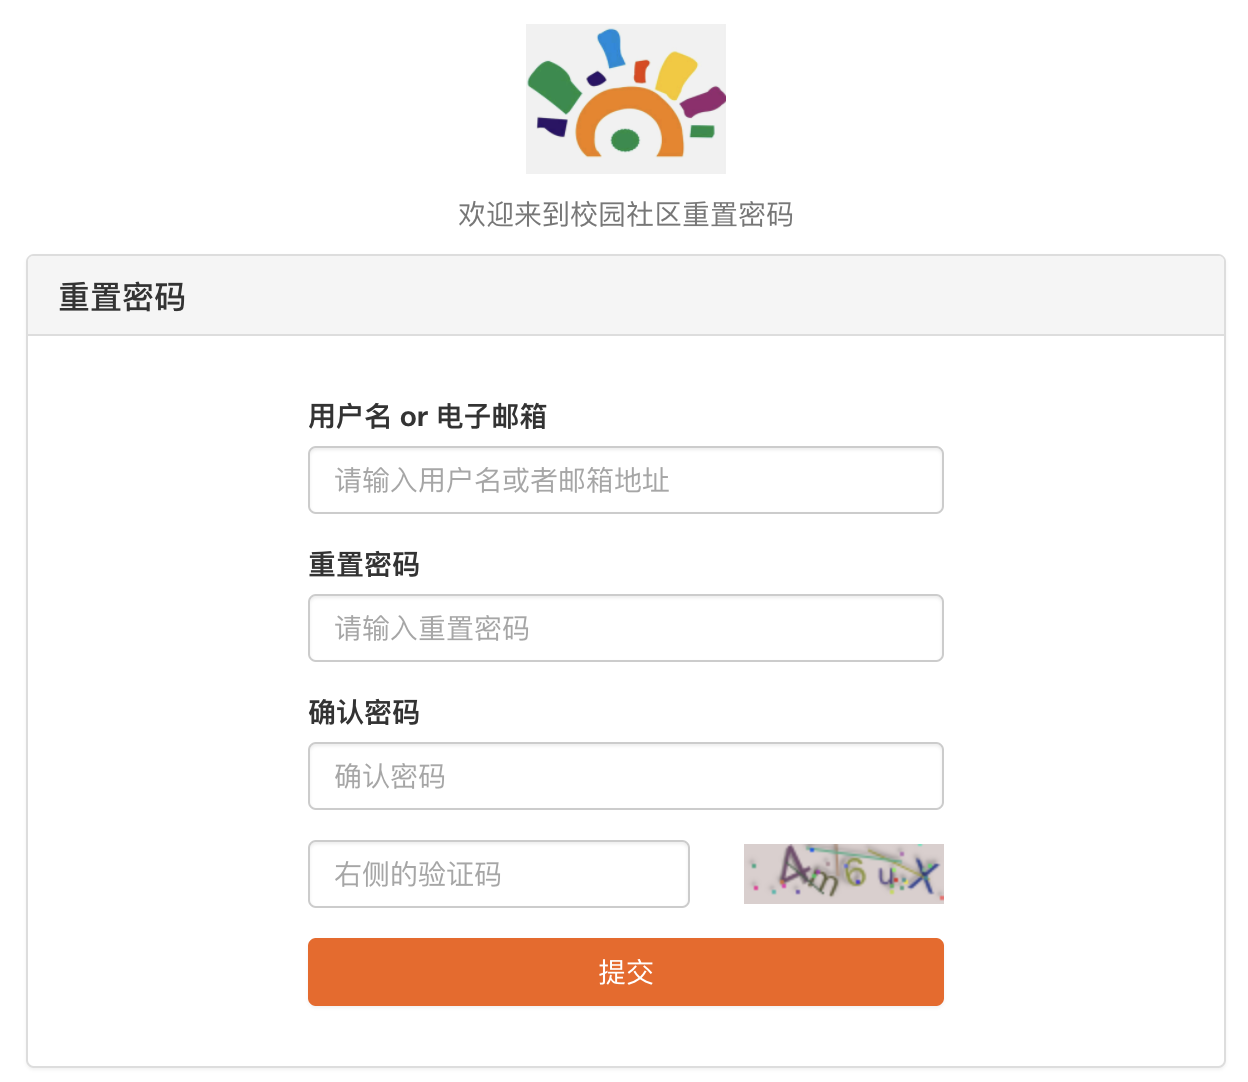 欢迎来到校园社区重置密码
重置密码
用户名 or 电子邮箱
请输入用户名或者邮箱地址
重置密码
请输入重置密码
确认密码
确认密码
右侧的验证码
提交